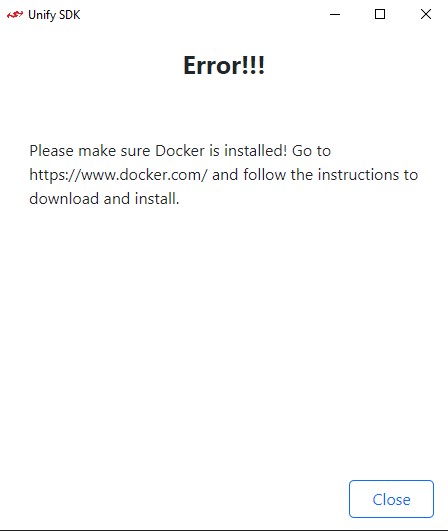 Unify SDK
Error!!!
Please make sure Docker is installed! Go to
https://www.docker.com/ and follow the instructions to
download and install.
Close